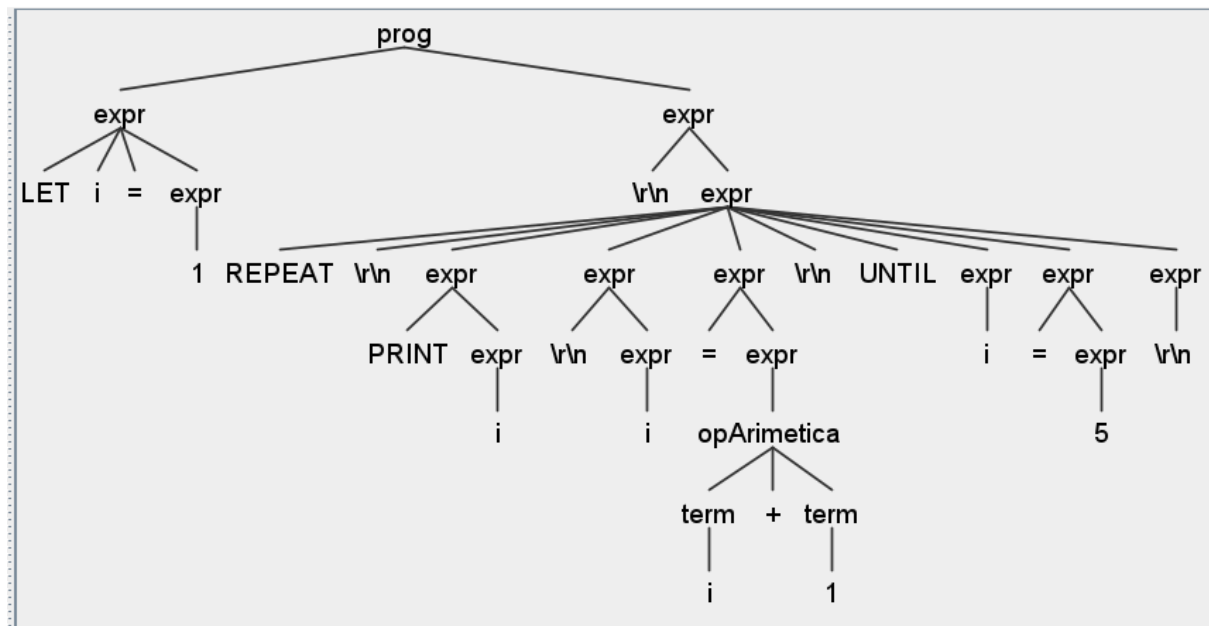 prog
expr expr
LET i = expr \r\n expr
1 REPEAT \r\n expr expr expr \r\n UNTIL expr expr expr
PRINT expr \r\n expr = expr i = expr \r\n
i i opArimetica 5
term + term
i 1